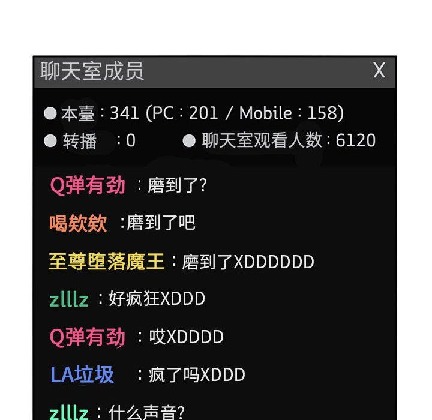 聊天室成员 X
本臺 : 341 (PC : 201 / Mobile : 158)
转播 : 0 聊天室观看人数 : 6120
Q弹有劲 : 磨到了?
喝欸欸 :磨到了吧
至尊堕落魔王 : 磨到了XDDDDDD
zlllz : 好疯狂XDDD
Q弹有劲 : 哎XDDDD
LA垃圾 : 疯了吗XDDD
zlllz : 什么声音?